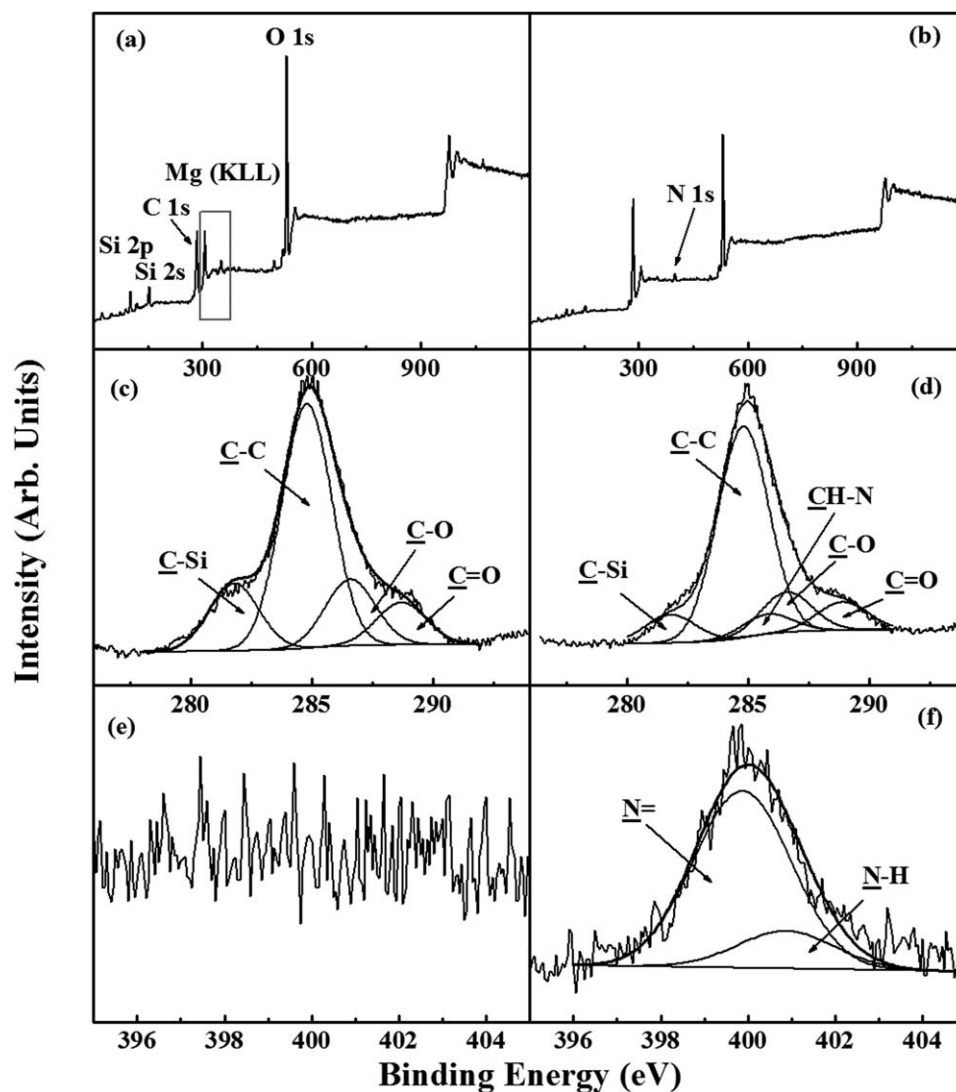 (a)
O 1s
Mg (KLL)
C 1s
Si 2p
Si 2s
300 600 900
(b)
N 1s
300 600 900
(c)
C-C
C-Si
C-O
C=O
280 285 290
(d)
C-C
CH-N
C-O
C-Si
C=O
280 285 290
(e)
396 398 400 402 404
(f)
N=
N-H
396 398 400 402 404
Intensity (Arb. Units)
Binding Energy (eV)